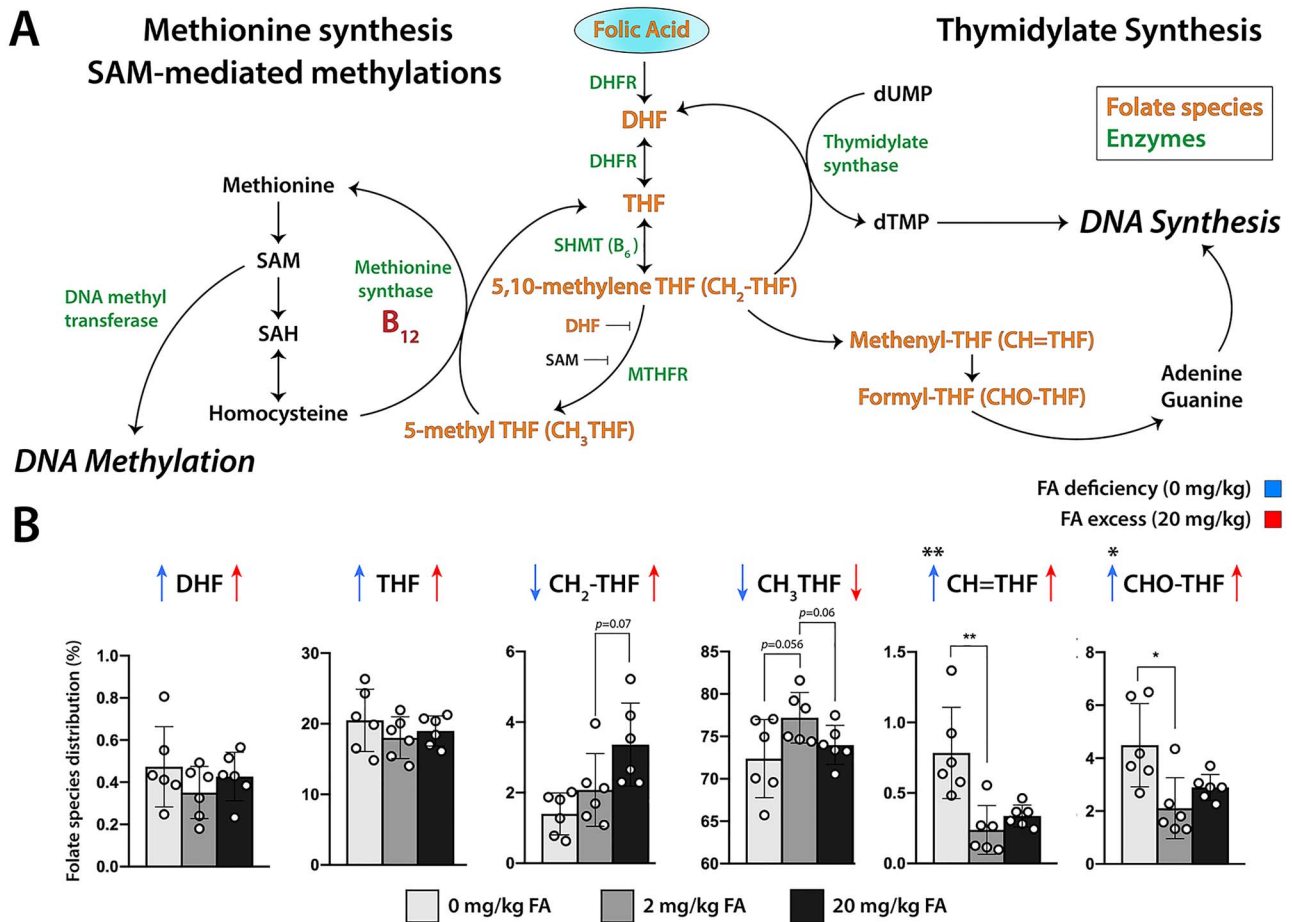 A
Methionine synthesis
SAM-mediated methylations
Folic Acid
Thymidylate Synthesis
DHFR
DHF
dUMP
Folate species
Enzymes
Thymidylate
synthase
DHFR
Methionine
THF
dTMP
DNA Synthesis
SHMT (B6)
SAM
Methionine
synthase
B12
5,10-methylene THF (CH2-THF)
DNA methyl
transferase
DHF
SAH
Methenyl-THF (CH=THF)
SAM
MTHFR
Adenine
Guanine
Formyl-THF (CHO-THF)
Homocysteine
5-methyl THF (CH3THF)
DNA Methylation
FA deficiency (0 mg/kg)
FA excess (20 mg/kg)
B
DHF
THF
CH2-THF
CH3THF
**
CH=THF
*
CHO-THF
Folate species distribution (%)
1.0
0.8
0.6
0.4
0.2
0.0
30
20
10
0
p=0.07
6
4
2
0
p=0.06
p=0.056
85
80
75
70
65
60
**
1.5
1.0
0.5
0.0
*
8
6
4
2
0
0 mg/kg FA
2 mg/kg FA
20 mg/kg FA